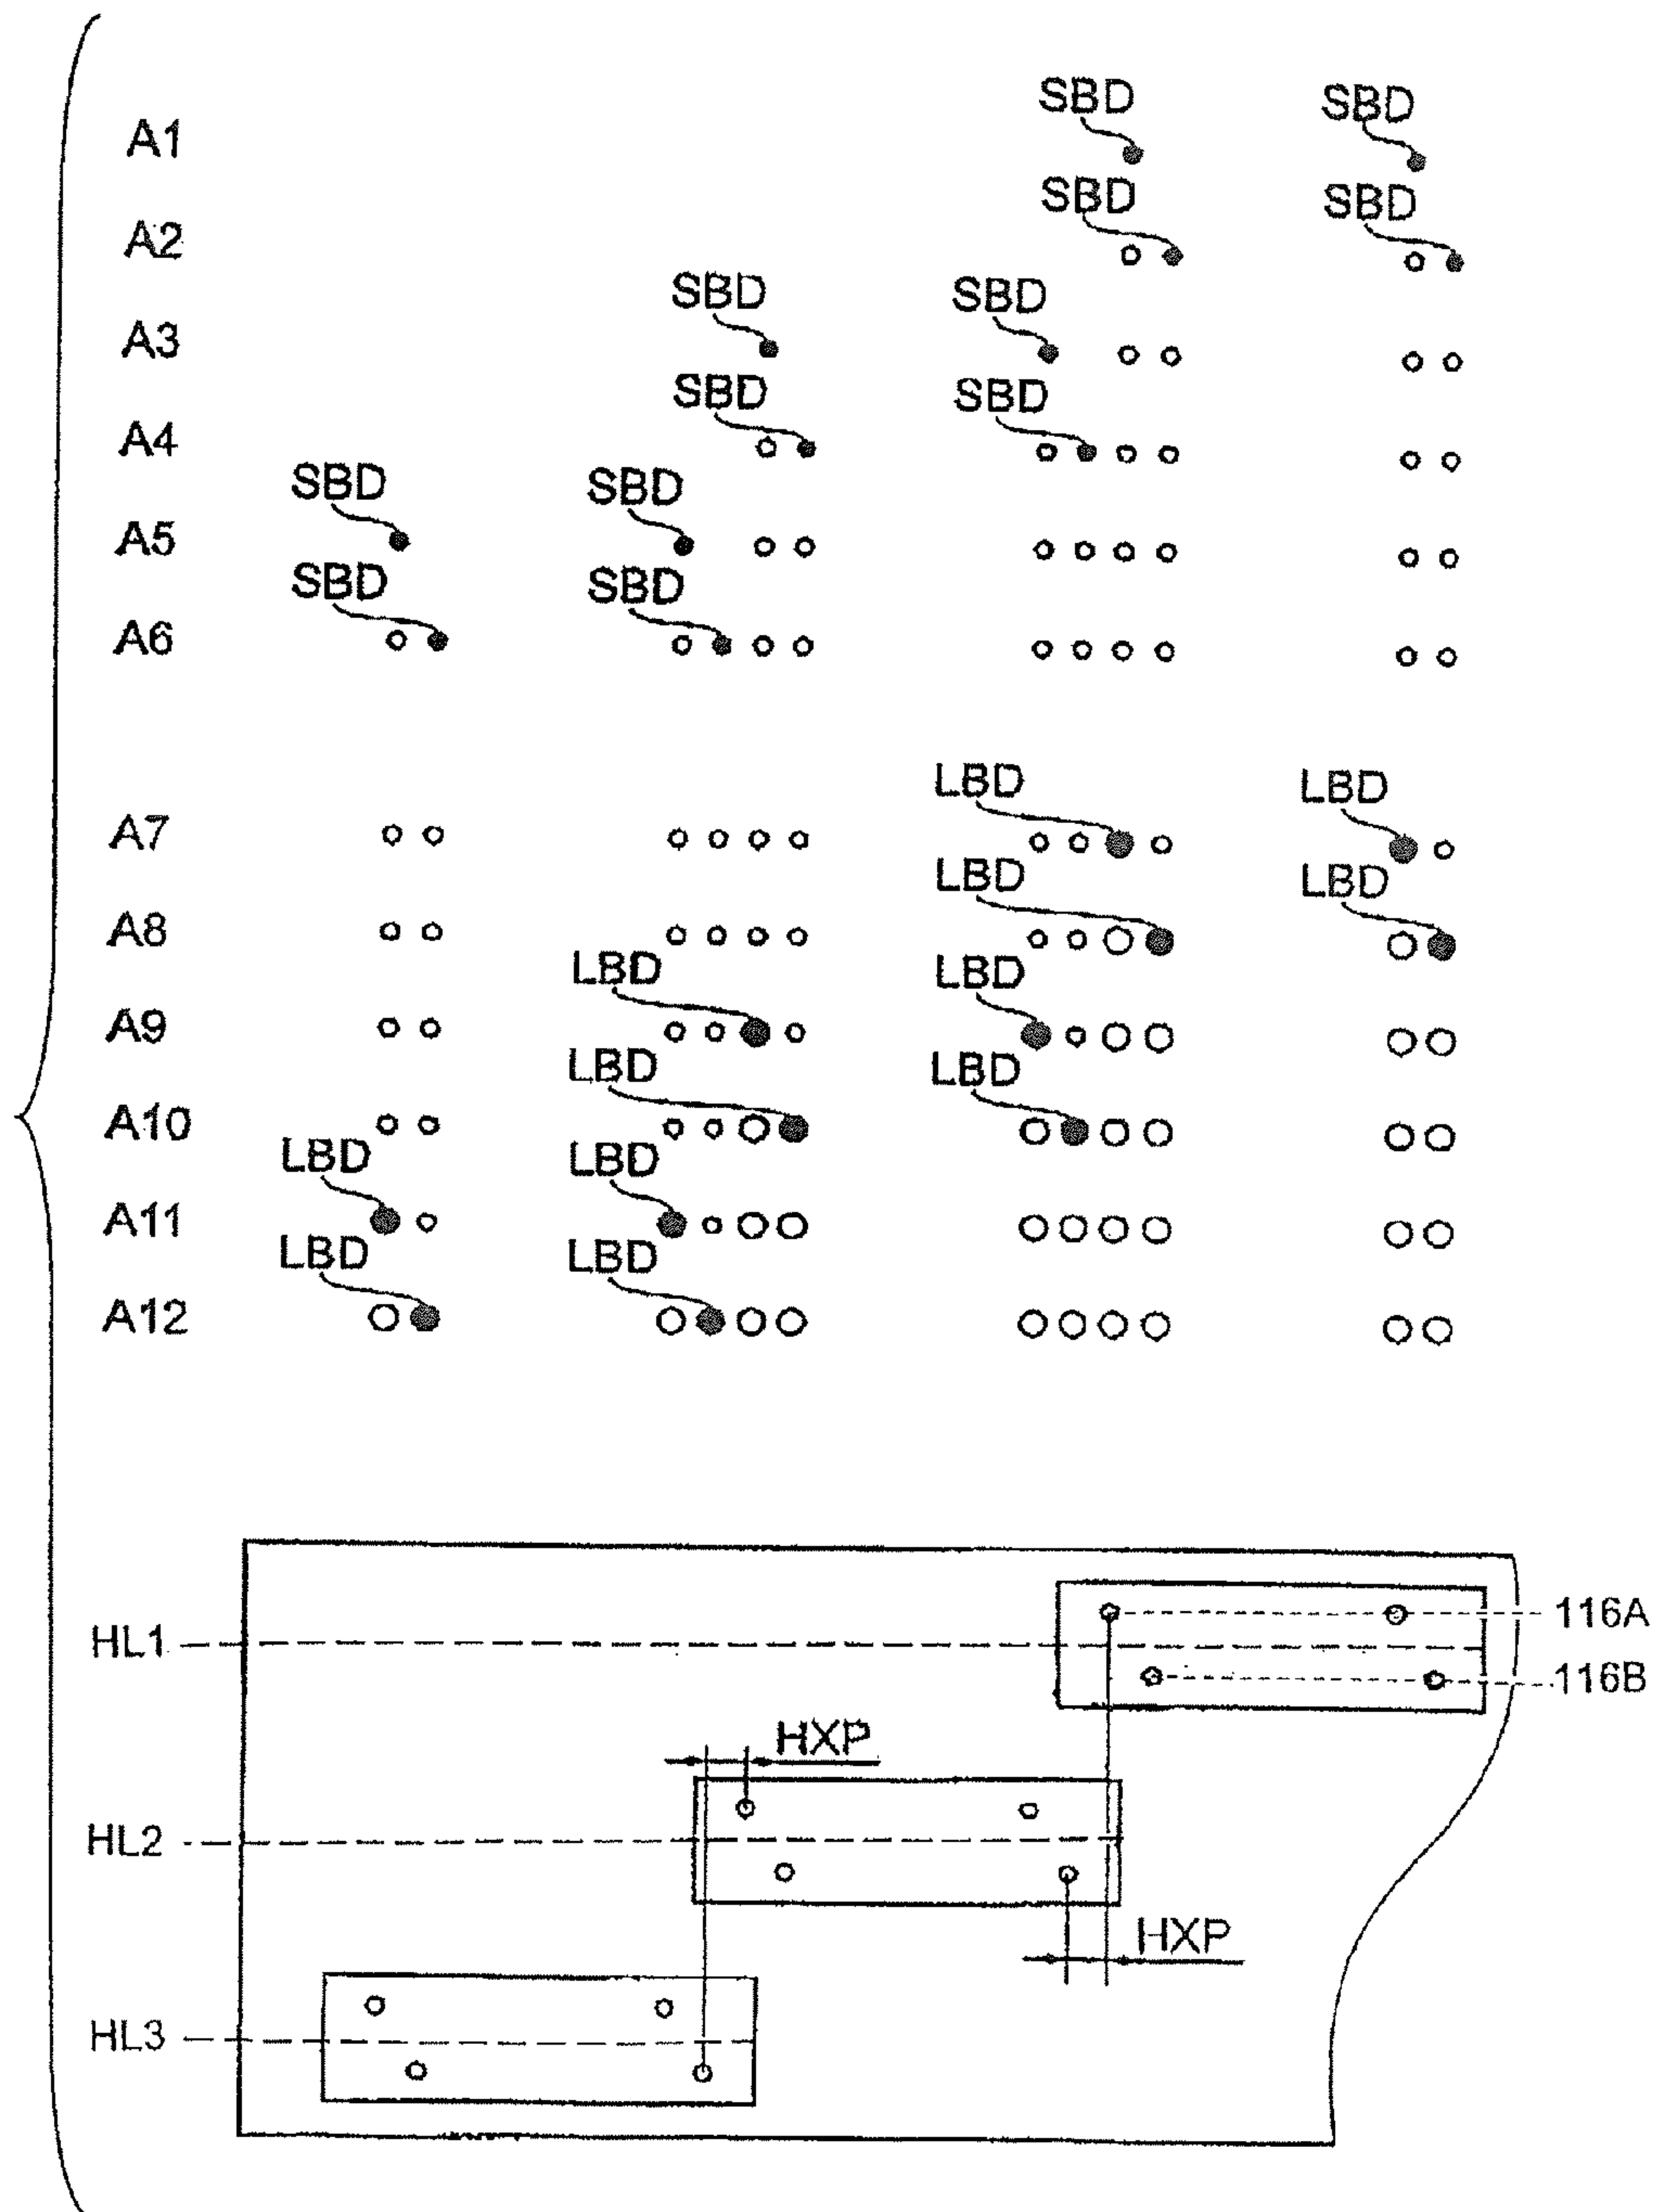 SBD SBD
A1
SBD SBD
A2
SBD SBD
A3
SBD SBD
A4
SBD SBD
A5
SBD SBD
A6
LBD LBD
A7
LBD LBD
A8
LBD LBD
A9
LBD LBD
A10
LBD LBD
A11
LBD LBD
A12
116A
HL1
116B
HXP
HL2
HXP
HL3